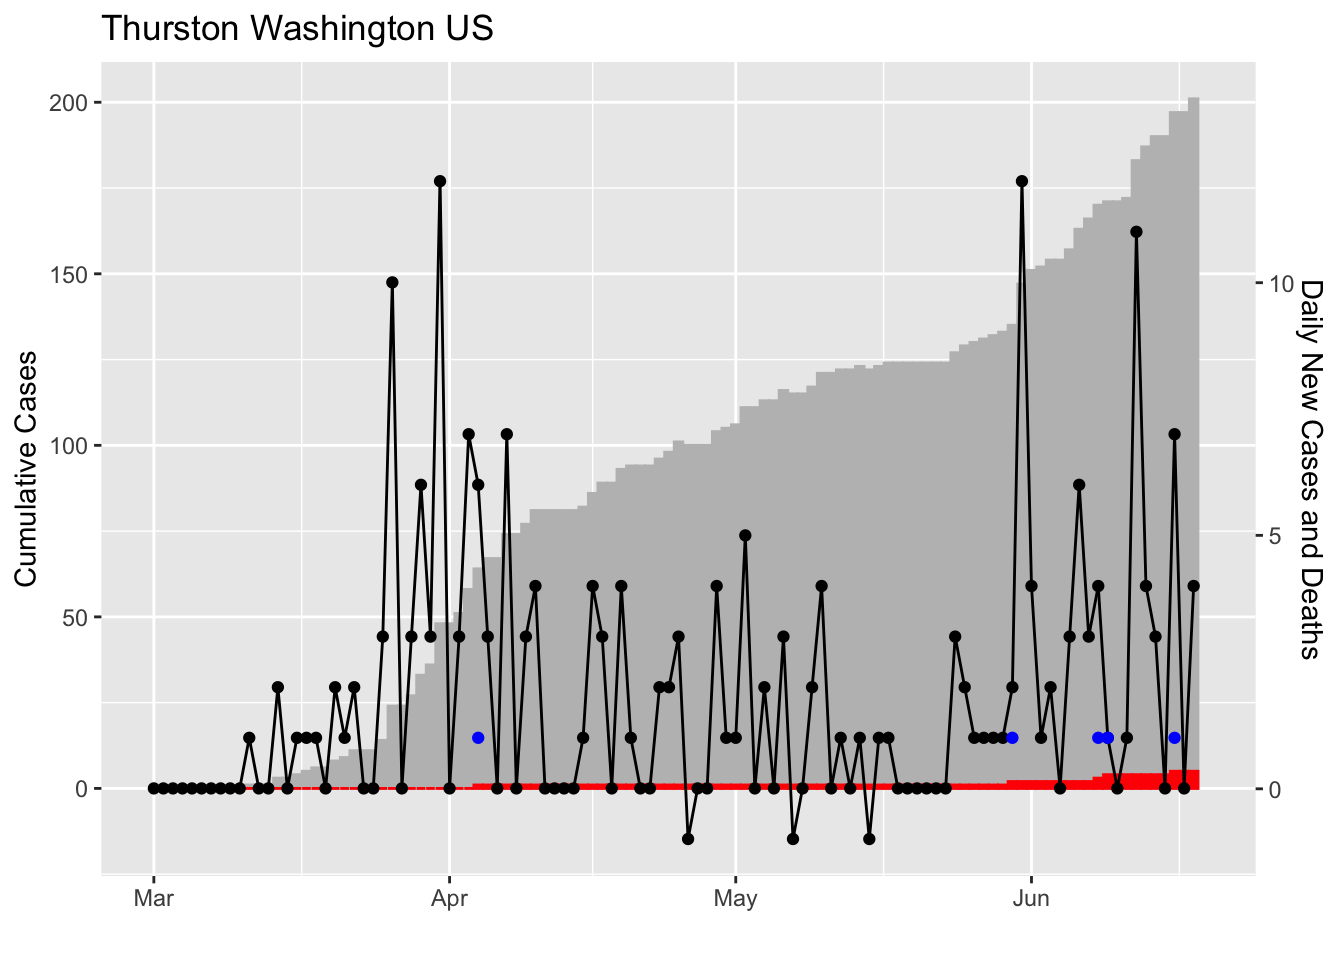 Thurston Washington US
200
150
100
50
0
Cumulative Cases
10
5
0
Daily New Cases and Deaths
Mar
Apr
May
Jun